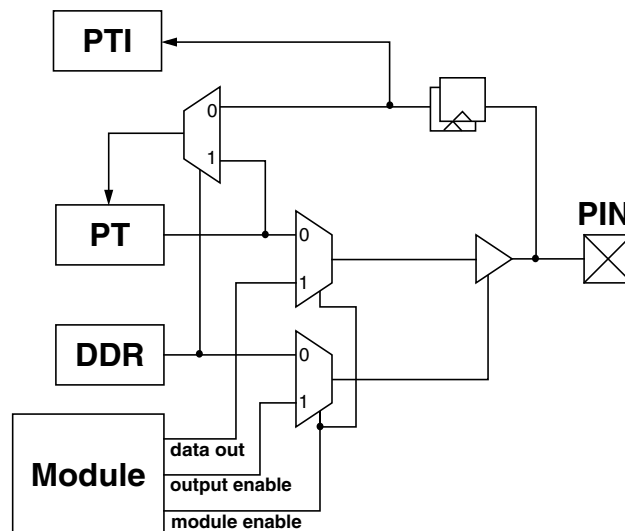 PTI
0
1
PT
PIN
0
1
DDR
0
1
Module
data out
output enable
module enable